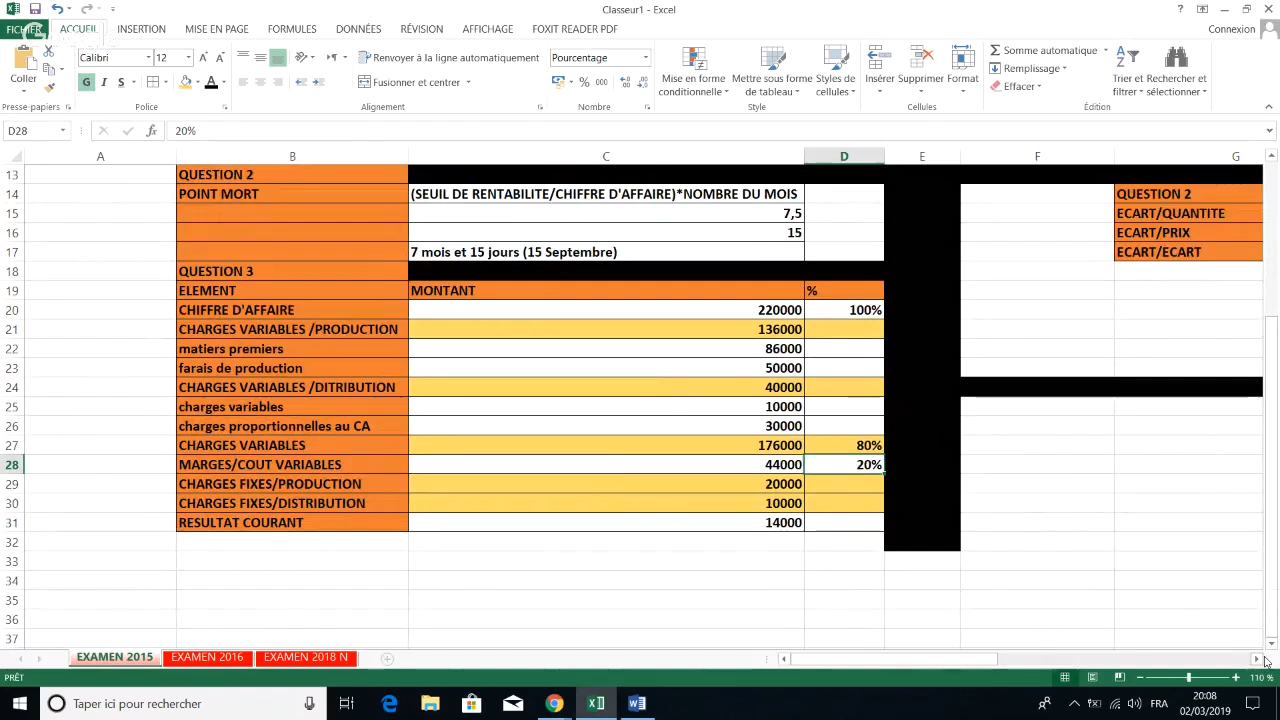 Classeur1 - Excel
FICHIER ACCUEIL INSERTION MISE EN PAGE FORMULES DONNÉES RÉVISION AFFICHAGE FOXIT READER PDF Connexion
Coller
Presse-papiers
Calibri 12
G I S
Police
Renvoyer à la ligne automatiquement
Fusionner et centrer
Alignement
Pourcentage
% 000
Nombre
Mise en forme conditionnelle
Mettre sous forme de tableau
Styles de cellules
Style
Insérer Supprimer Format
Cellules
Somme automatique
Remplissage
Effacer
Trier et filtrer
Rechercher et sélectionner
Édition
D28 fx 20%
A B C D E F G
13 QUESTION 2
14 POINT MORT (SEUIL DE RENTABILITE/CHIFFRE D'AFFAIRE)*NOMBRE DU MOIS QUESTION 2
15 7,5 ECART/QUANTITE
16 15 ECART/PRIX
17 7 mois et 15 jours (15 Septembre) ECART/ECART
18 QUESTION 3
19 ELEMENT MONTANT %
20 CHIFFRE D'AFFAIRE 220000 100%
21 CHARGES VARIABLES /PRODUCTION 136000
22 matiers premiers 86000
23 farais de production 50000
24 CHARGES VARIABLES /DITRIBUTION 40000
25 charges variables 10000
26 charges proportionnelles au CA 30000
27 CHARGES VARIABLES 176000 80%
28 MARGES/COUT VARIABLES 44000 20%
29 CHARGES FIXES/PRODUCTION 20000
30 CHARGES FIXES/DISTRIBUTION 10000
31 RESULTAT COURANT 14000
32
33
34
35
36
37
EXAMEN 2015 EXAMEN 2016 EXAMEN 2018 N
PRÊT 110 %
Taper ici pour rechercher
FRA
20:08
02/03/2019